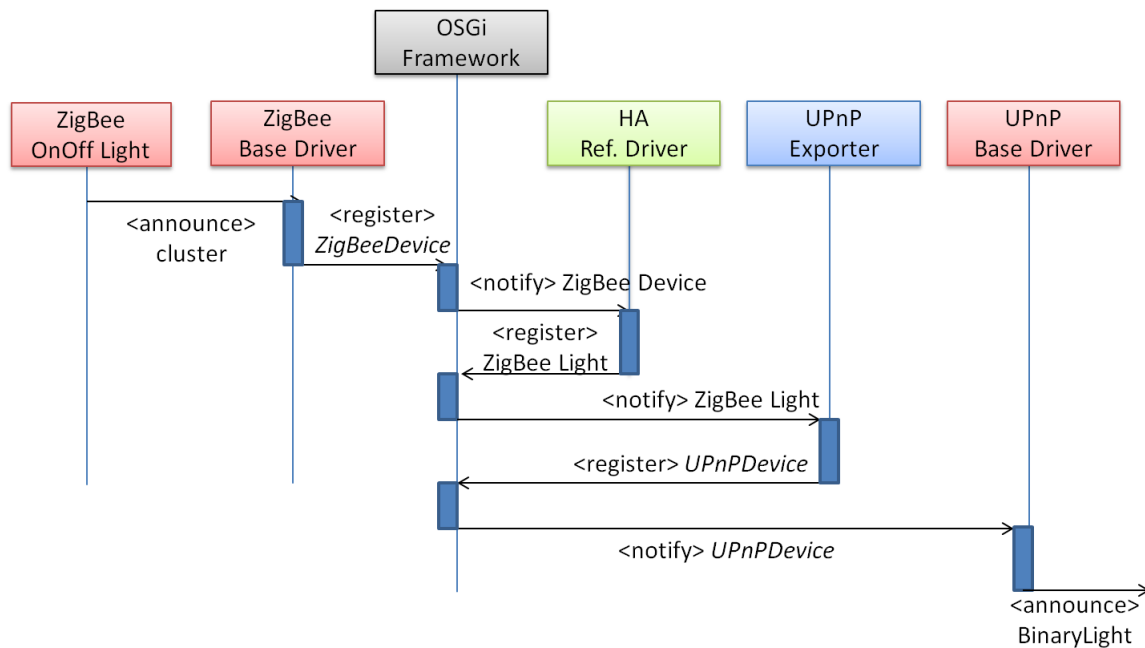 OSGi
Framework
ZigBee
OnOff Light
ZigBee
Base Driver
HA
Ref. Driver
UPnP
Exporter
UPnP
Base Driver
<announce>
cluster
<register>
ZigBeeDevice
<notify> ZigBee Device
<register>
ZigBee Light
<notify> ZigBee Light
<register> UPnPDevice
<notify> UPnPDevice
<announce>
BinaryLight